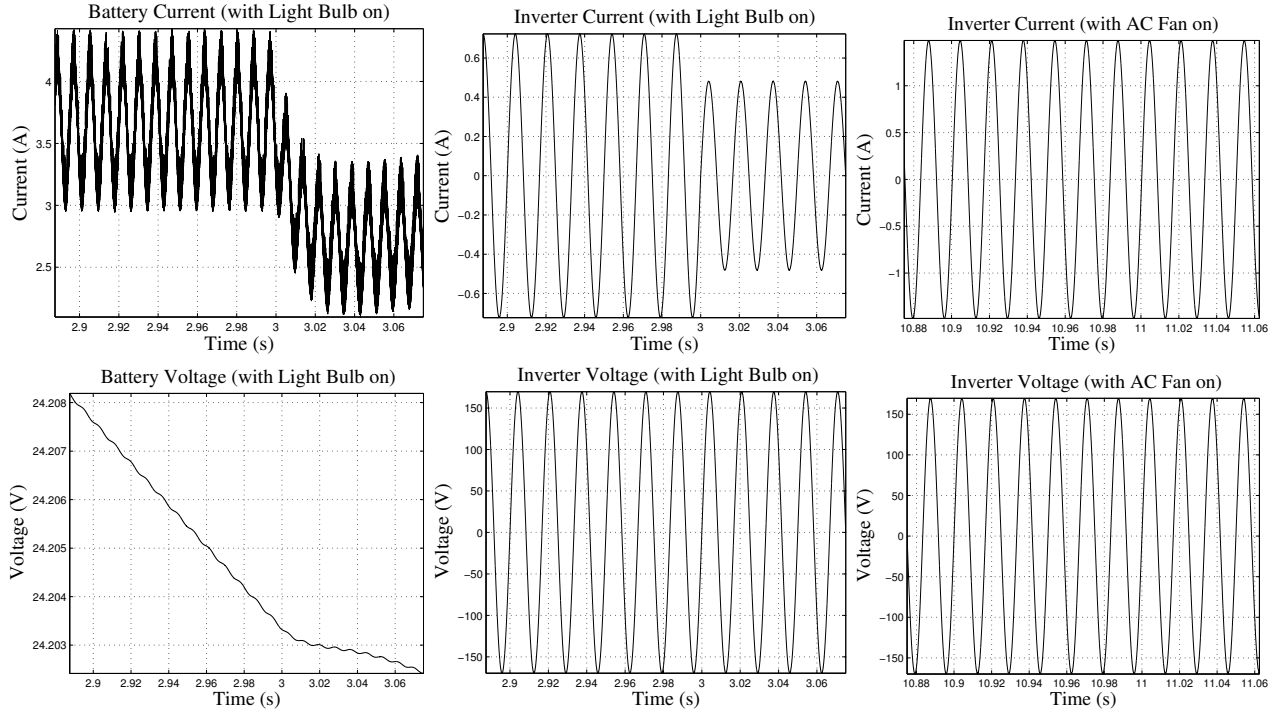 Battery Current (with Light Bulb on)
Current (A)
4
3.5
3
2.5
2.9 2.92 2.94 2.96 2.98 3 3.02 3.04 3.06
Time (s)
Inverter Current (with Light Bulb on)
Current (A)
0.6
0.4
0.2
0
−0.2
−0.4
−0.6
2.9 2.92 2.94 2.96 2.98 3 3.02 3.04 3.06
Time (s)
Inverter Current (with AC Fan on)
Current (A)
1
0.5
0
−0.5
−1
10.88 10.9 10.92 10.94 10.96 10.98 11 11.02 11.04 11.06
Time (s)
Battery Voltage (with Light Bulb on)
Voltage (V)
24.208
24.207
24.206
24.205
24.204
24.203
2.9 2.92 2.94 2.96 2.98 3 3.02 3.04 3.06
Time (s)
Inverter Voltage (with Light Bulb on)
Voltage (V)
150
100
50
0
−50
−100
−150
2.9 2.92 2.94 2.96 2.98 3 3.02 3.04 3.06
Time (s)
Inverter Voltage (with AC Fan on)
Voltage (V)
150
100
50
0
−50
−100
−150
10.88 10.9 10.92 10.94 10.96 10.98 11 11.02 11.04 11.06
Time (s)